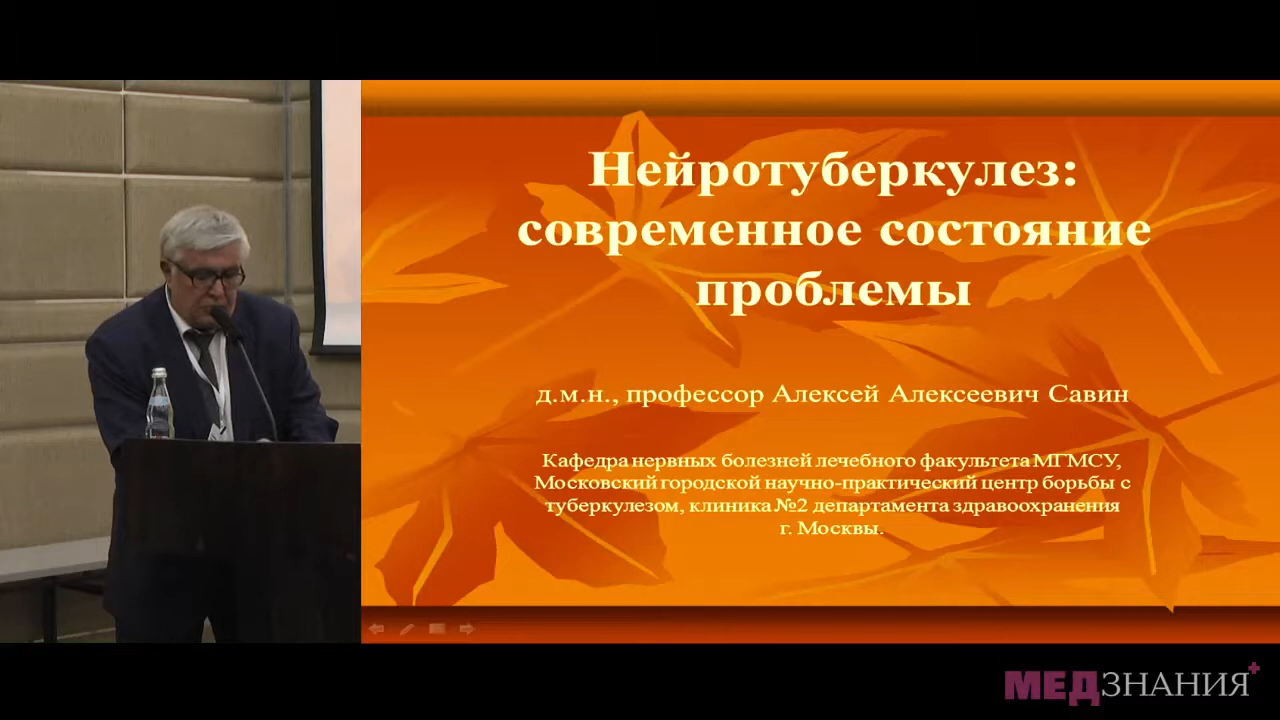 Нейротуберкулез:
современное состояние
проблемы
д.м.н., профессор Алексей Алексеевич Савин
Кафедра нервных болезней лечебного факультета МГМСУ,
Московский городской научно-практический центр борьбы с
туберкулезом, клиника №2 департамента здравоохранения
г. Москвы.
МЕДЗНАНИЯ+